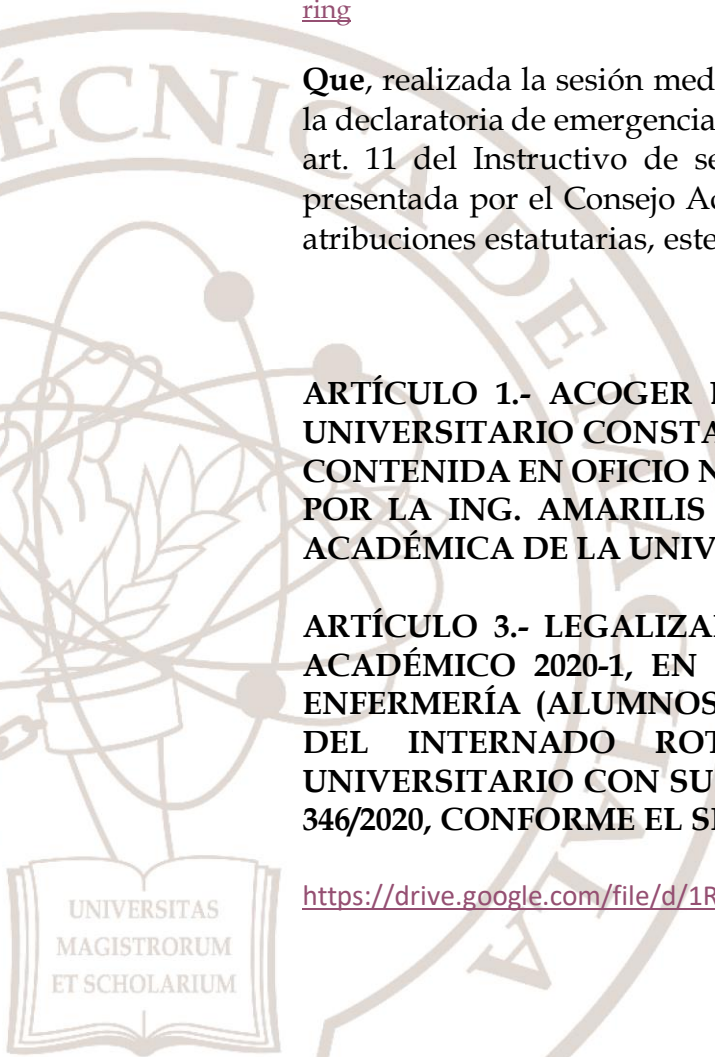 ring
Que, realizada la sesión med
la declaratoria de emergencia
art. 11 del Instructivo de se
presentada por el Consejo Ac
atribuciones estatutarias, este
ARTÍCULO 1.- ACOGER
UNIVERSITARIO CONSTA
CONTENIDA EN OFICIO N
POR LA ING. AMARILIS
ACADÉMICA DE LA UNIV
ARTÍCULO 3.- LEGALIZA
ACADÉMICO 2020-1, EN
ENFERMERÍA (ALUMNOS
DEL INTERNADO ROT
UNIVERSITARIO CON SU
346/2020, CONFORME EL S
https://drive.google.com/file/d/1R
ÉCNICA DE MACHALA
UNIVERSITAS
MAGISTRORUM
ET SCHOLARIUM